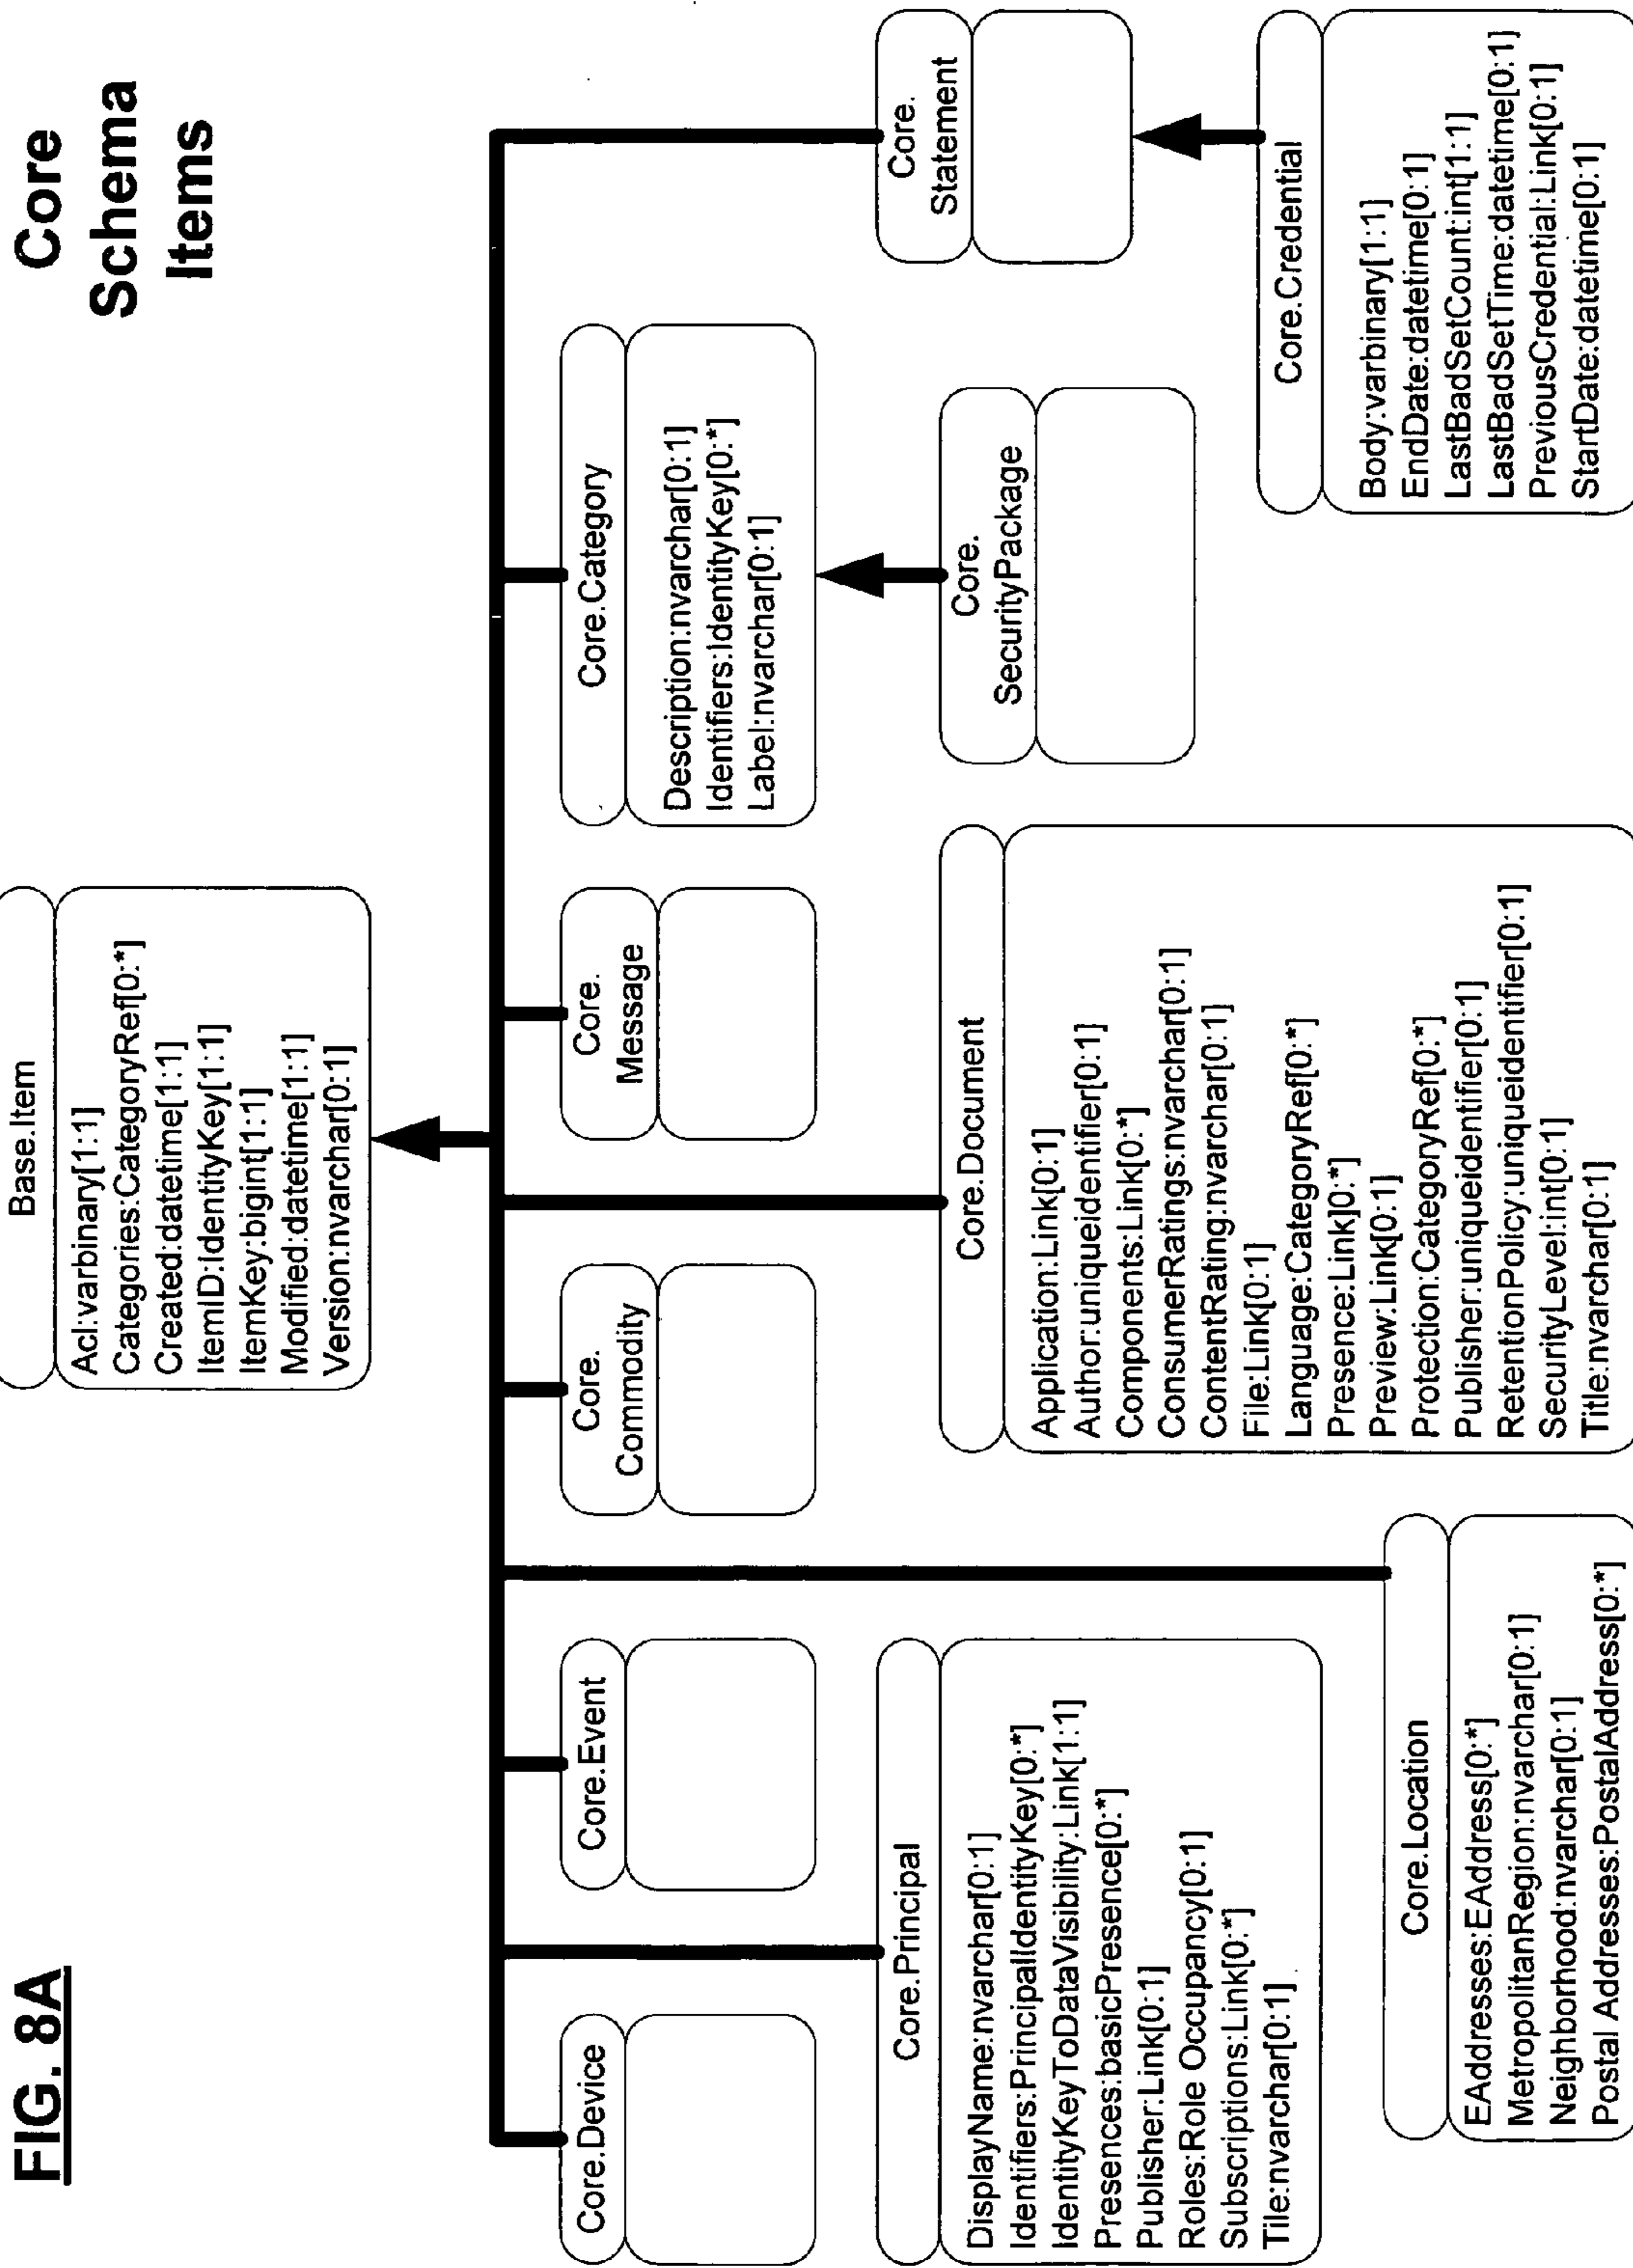 FIG. 8A
Core
Schema
Items
Base.Item
Acl:varbinary[1:1]
Categories:CategoryRef[0:*]
Created:datetime[1:1]
ItemID:IdentityKey[1:1]
ItemKey:bigint[1:1]
Modified:datetime[1:1]
Version:nvarchar[0:1]
Core.Device
Core.Event
Core.
Commodity
Core.
Message
Core.Category
Description:nvarchar[0:1]
Identifiers:IdentityKey[0:*]
Label:nvarchar[0:1]
Core.
Statement
Core.Principal
DisplayName:nvarchar[0:1]
Identifiers:PrincipalIdentityKey[0:*]
IdentityKeyToDataVisibility:Link[1:1]
Presences:basicPresence[0:*]
Publisher:Link[0:1]
Roles:Role Occupancy[0:1]
Subscriptions:Link[0:*]
Tile:nvarchar[0:1]
Core.Document
Application:Link[0:1]
Author:uniqueidentifier[0:1]
Components:Link[0:*]
ConsumerRatings:nvarchar[0:1]
ContentRating:nvarchar[0:1]
File:Link[0:1]
Language:CategoryRef[0:*]
Presence:Link]0:*]
Preview:Link[0:1]
Protection:CategoryRef[0:*]
Publisher:uniqueidentifier[0:1]
RetentionPolicy:uniqueidentifier[0:1]
SecurityLevel:int[0:1]
Title:nvarchar[0:1]
Core.
SecurityPackage
Core.Credential
Body:varbinary[1:1]
EndDate:datetime[0:1]
LastBadSetCount:int[1:1]
LastBadSetTime:datetime[0:1]
PreviousCredential:Link[0:1]
StartDate:datetime[0:1]
Core.Location
EAddresses:EAddress[0:*]
MetropolitanRegion:nvarchar[0:1]
Neighborhood:nvarchar[0:1]
Postal Addresses:PostalAddress[0:*]